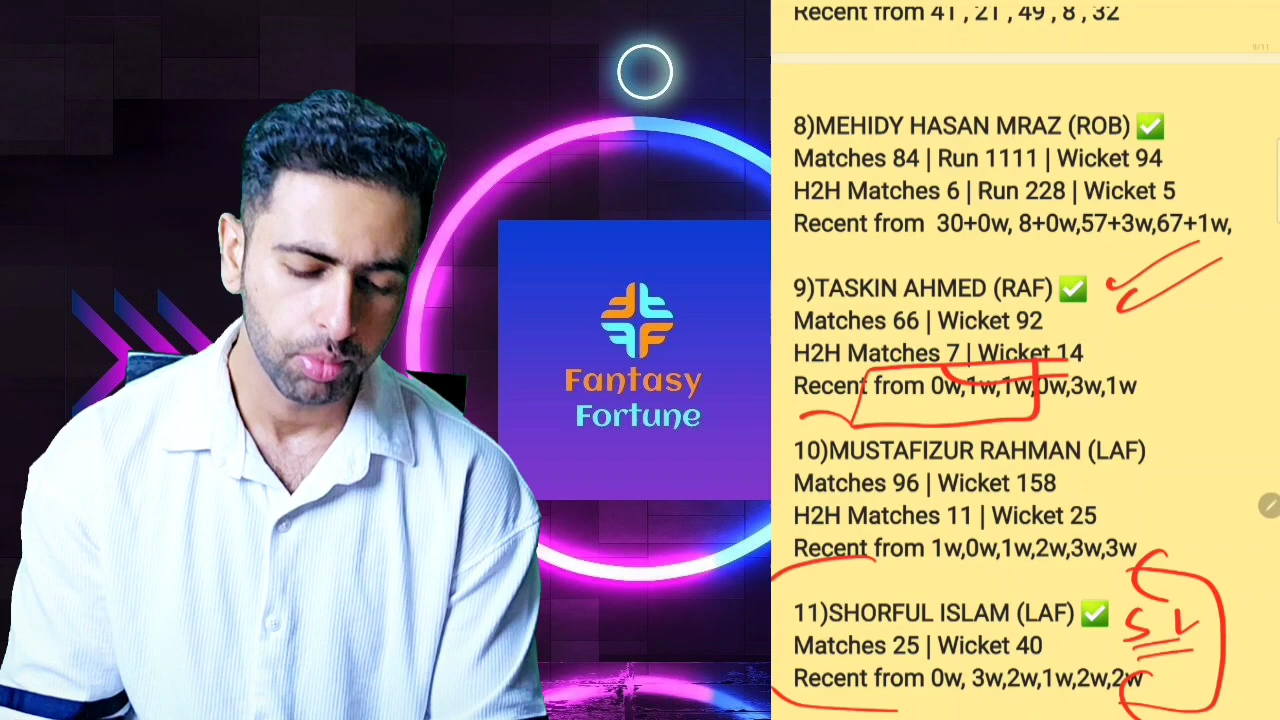 Recent from 41 , 21 , 49 , 8 , 32
9/11
8)MEHIDY HASAN MRAZ (ROB) ✅
Matches 84 | Run 1111 | Wicket 94
H2H Matches 6 | Run 228 | Wicket 5
Recent from 30+0w, 8+0w,57+3w,67+1w,
9)TASKIN AHMED (RAF) ✅
Matches 66 | Wicket 92
H2H Matches 7 | Wicket 14
Recent from 0w,1w,1w,0w,3w,1w
10)MUSTAFIZUR RAHMAN (LAF)
Matches 96 | Wicket 158
H2H Matches 11 | Wicket 25
Recent from 1w,0w,1w,2w,3w,3w
11)SHORFUL ISLAM (LAF) ✅
Matches 25 | Wicket 40
Recent from 0w, 3w,2w,1w,2w,2w
Fantasy
Fortune